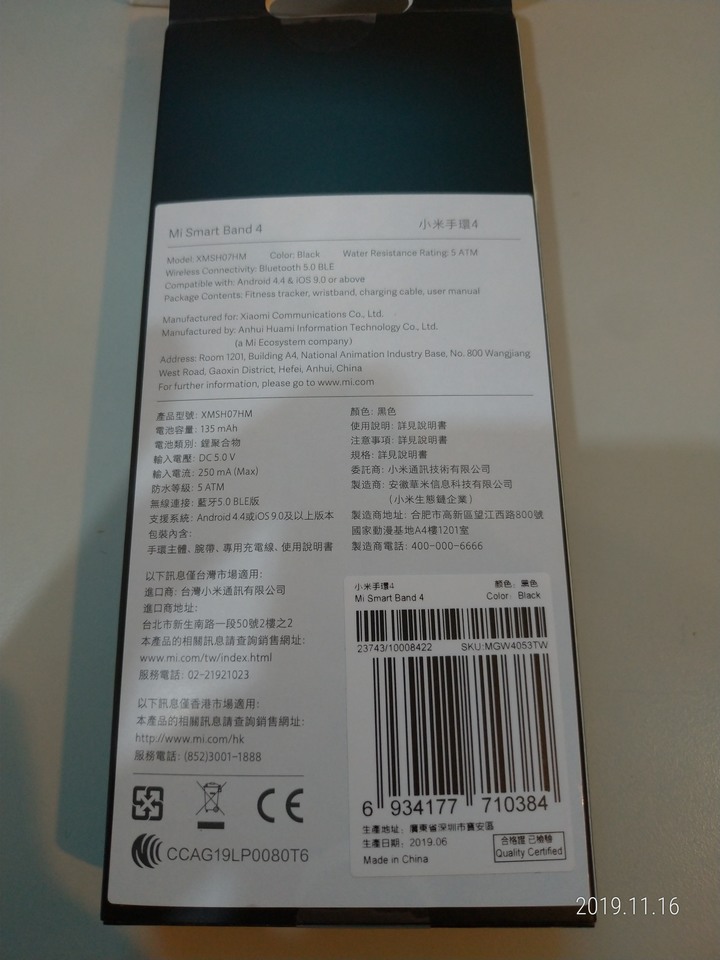 Mi Smart Band 4
小米手環4
Model: XMSH07HM Color: Black Water Resistance Rating: 5 ATM
Wireless Connectivity: Bluetooth 5.0 BLE
Compatible with: Android 4.4 & iOS 9.0 or above
Package Contents: Fitness tracker, wristband, charging cable, user manual
Manufactured for: Xiaomi Communications Co., Ltd.
Manufactured by: Anhui Huami Information Technology Co., Ltd.
(a Mi Ecosystem company)
Address: Room 1201, Building A4, National Animation Industry Base, No. 800 Wangjiang
West Road, Gaoxin District, Hefei, Anhui, China
For further information, please go to www.mi.com
產品型號: XMSH07HM
電池容量: 135 mAh
電池類別: 鋰聚合物
輸入電壓: DC 5.0 V
輸入電流: 250 mA (Max)
防水等級: 5 ATM
無線連接: 藍牙5.0 BLE版
支援系統: Android 4.4或iOS 9.0及以上版本
包裝內含:
手環主體、腕帶、專用充電線、使用說明書
顏色: 黑色
使用說明: 詳見說明書
注意事項: 詳見說明書
規格: 詳見說明書
委託商: 小米通訊技術有限公司
製造商: 安徽華米信息科技有限公司
(小米生態鏈企業)
製造商地址: 合肥市高新區望江西路800號
國家動漫基地A4樓1201室
製造商電話: 400-000-6666
以下訊息僅台灣市場適用:
進口商: 台灣小米通訊有限公司
進口商地址:
台北市新生南路一段50號2樓之2
本產品的相關訊息請查詢銷售網址:
www.mi.com/tw/index.html
服務電話: 02-21921023
以下訊息僅香港市場適用:
本產品的相關訊息請查詢銷售網址:
http://www.mi.com/hk
服務電話: (852)3001-1888
CE
CCAG19LP0080T6
小米手環4 顏色: 黑色
Mi Smart Band 4 Color: Black
23743/10008422 SKU:MGW4053TW
6 934177 710384
生產地址: 廣東省深圳市寶安區
生產日期: 2019.06
Made in China
合格證 已檢驗
Quality Certified
2019.11.16